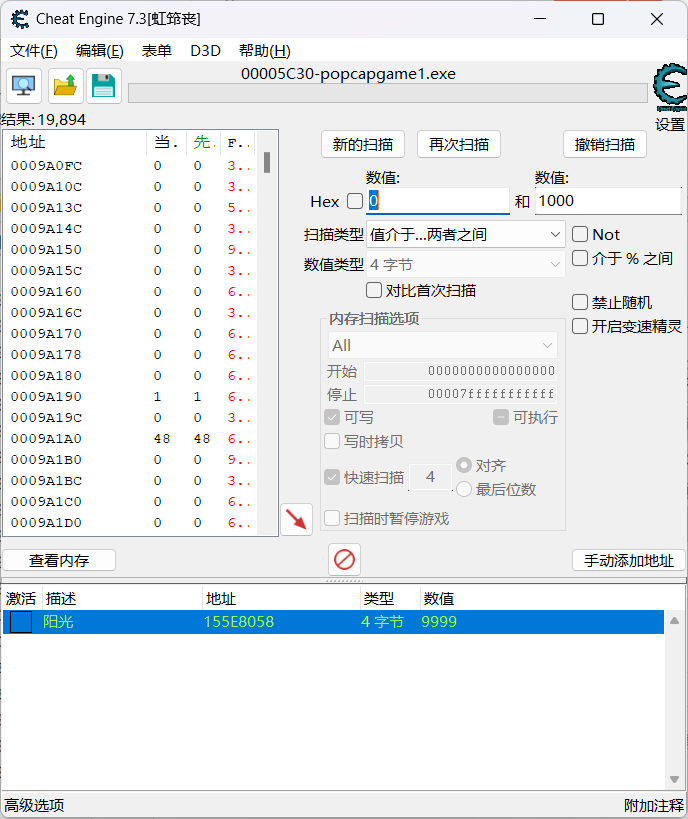 Cheat Engine 7.3[虹筇丧]
文件(F) 编辑(E) 表单 D3D 帮助(H)
00005C30-popcapgame1.exe
结果: 19,894
设置
地址 当. 先. F..
0009A0FC 0 0 3..
0009A10C 0 0 3..
0009A13C 0 0 5..
0009A14C 0 0 3..
0009A150 0 0 9..
0009A15C 0 0 3..
0009A160 0 0 6..
0009A16C 0 0 3..
0009A170 0 0 6..
0009A178 0 0 6..
0009A180 0 0 6..
0009A190 1 1 6..
0009A19C 0 0 3..
0009A1A0 48 48 6..
0009A1B0 0 0 9..
0009A1BC 0 0 3..
0009A1C0 0 0 6..
0009A1D0 0 0 6..
新的扫描 再次扫描 撤销扫描
数值: 数值:
Hex 0 和 1000
扫描类型 值介于...两者之间 Not
数值类型 4 字节 介于 % 之间
对比首次扫描
禁止随机
内存扫描选项 开启变速精灵
All
开始 0000000000000000
停止 00007fffffffffff
可写 可执行
写时拷贝
快速扫描 4 对齐
最后位数
扫描时暂停游戏
查看内存 手动添加地址
激活 描述 地址 类型 数值
阳光 155E8058 4 字节 9999
高级选项 附加注释